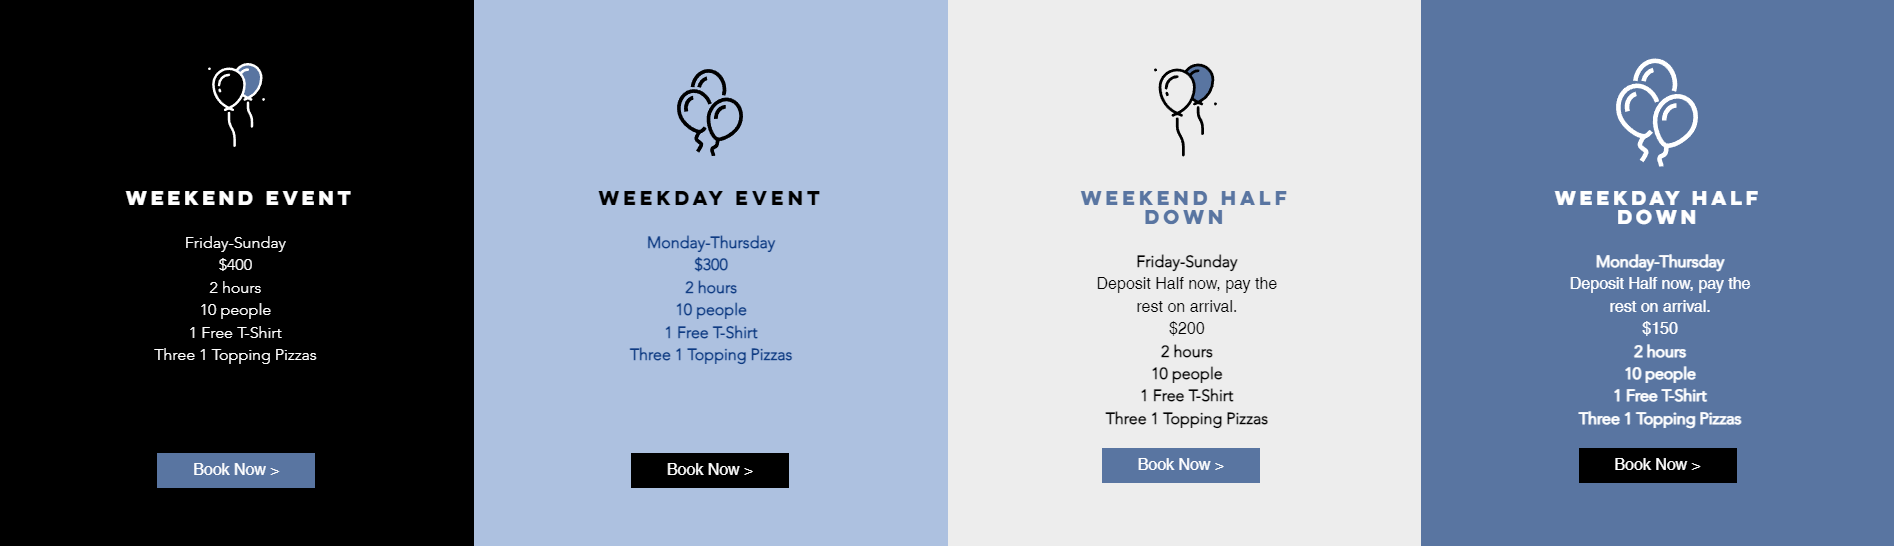 WEEKEND EVENT
Friday-Sunday
$400
2 hours
10 people
1 Free T-Shirt
Three 1 Topping Pizzas
Book Now >
WEEKDAY EVENT
Monday-Thursday
$300
2 hours
10 people
1 Free T-Shirt
Three 1 Topping Pizzas
Book Now >
WEEKEND HALF
DOWN
Friday-Sunday
Deposit Half now, pay the
rest on arrival.
$200
2 hours
10 people
1 Free T-Shirt
Three 1 Topping Pizzas
Book Now >
WEEKDAY HALF
DOWN
Monday-Thursday
Deposit Half now, pay the
rest on arrival.
$150
2 hours
10 people
1 Free T-Shirt
Three 1 Topping Pizzas
Book Now >